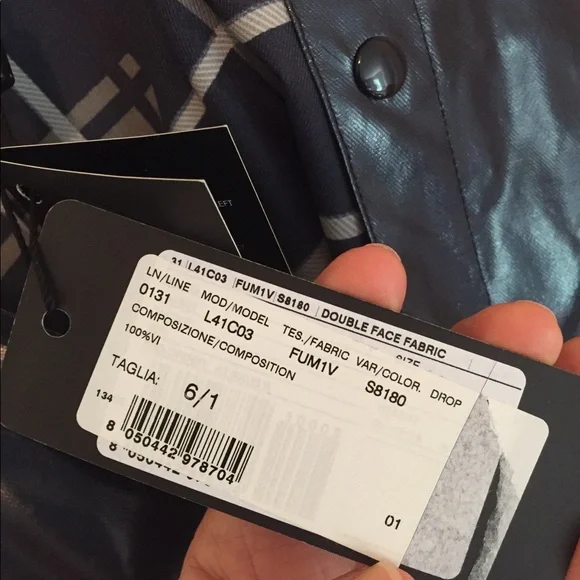 EFT
31 L41C03 FUM1V S8180 DOUBLE FACE FABRIC
LN/LINE MOD/MODEL TES./FABRIC VAR/COLOR. DROP
0131 L41C03 FUM1V S8180
COMPOSIZIONE/COMPOSITION
100%VI
TAGLIA: 6/1
134
8 050442 978704
01